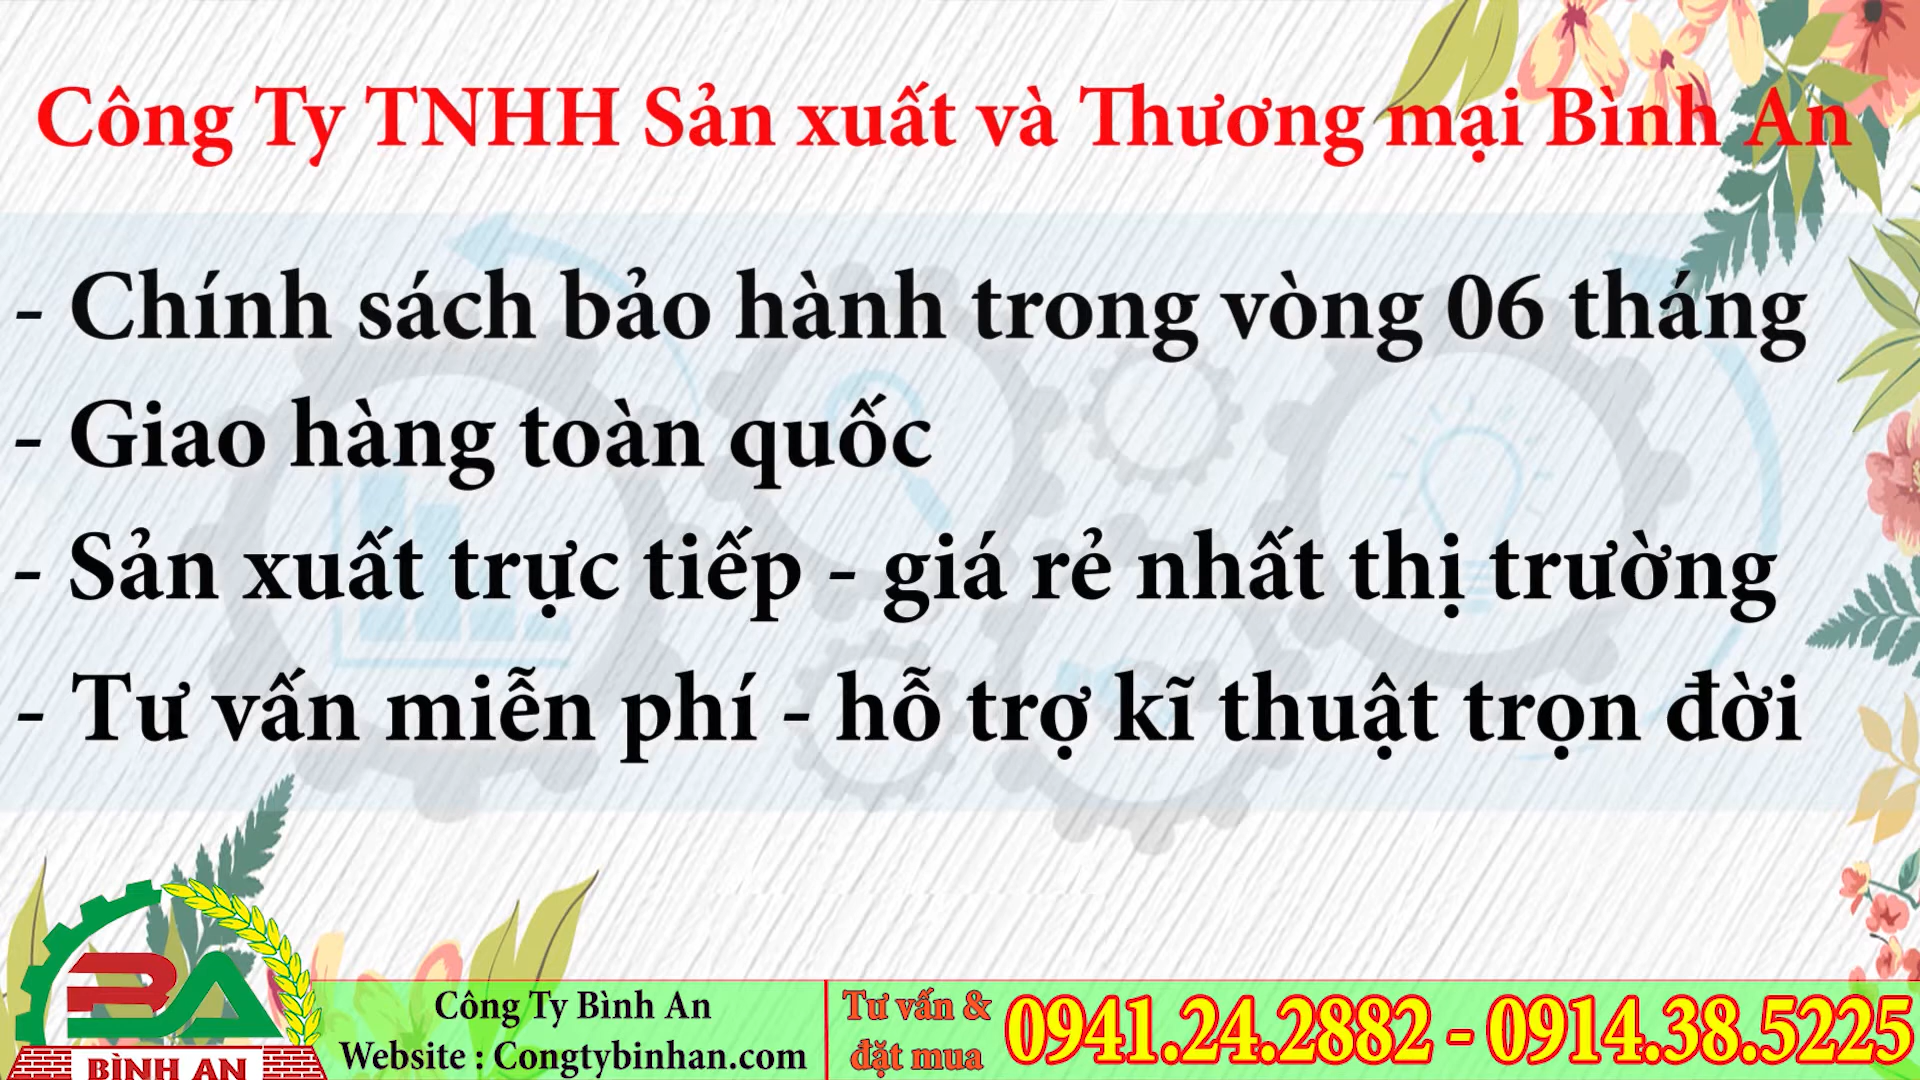 Công Ty TNHH Sản xuất và Thương mại Bình An
- Chính sách bảo hành trong vòng 06 tháng
- Giao hàng toàn quốc
- Sản xuất trực tiếp - giá rẻ nhất thị trường
- Tư vấn miễn phí - hỗ trợ kĩ thuật trọn đời
BA
BÌNH AN
Công Ty Bình An
Website : Congtybinhan.com
Tư vấn &
đặt mua
0941.24.2882 - 0914.38.5225